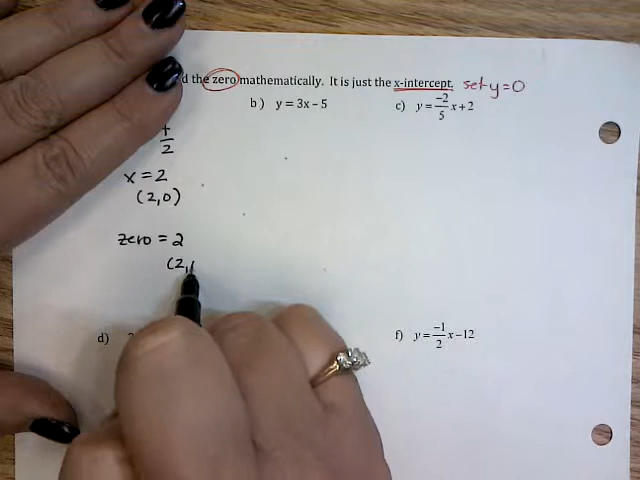 the zero mathematically. It is just the x-intercept. set y=0
b) y = 3x - 5
c) y = -2/5 x + 2
2
x = 2
(2,0)
zero = 2
(2,
d)
f) y = -1/2 x - 12